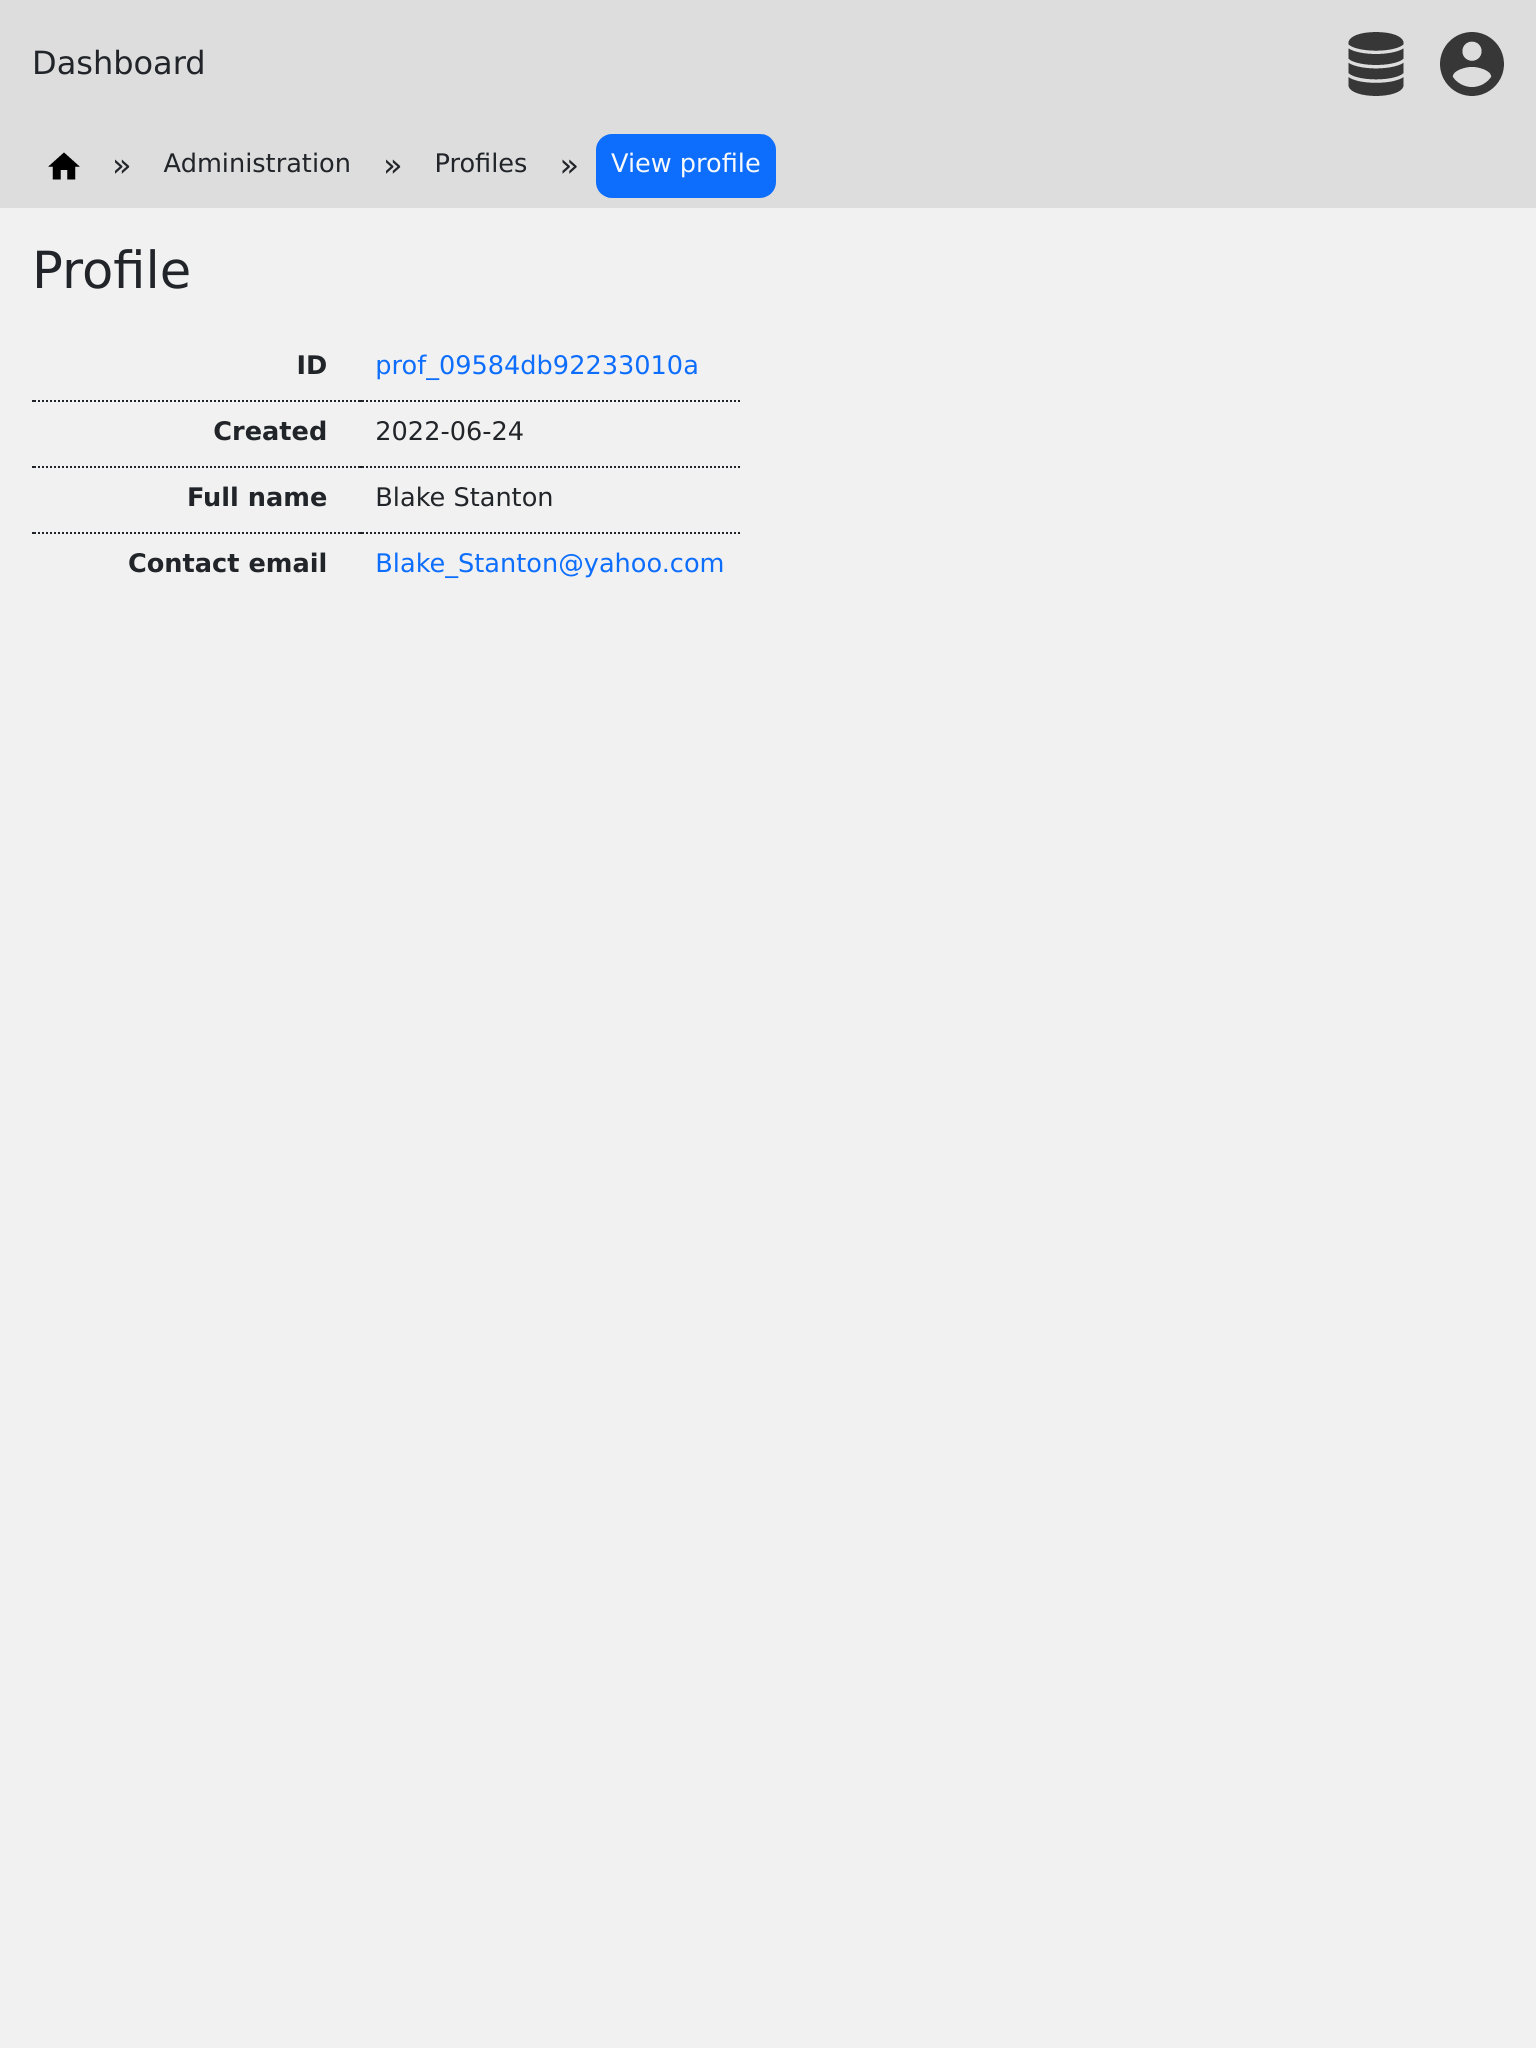 Dashboard
» Administration » Profiles » View profile
Profile
ID prof_09584db92233010a
Created 2022-06-24
Full name Blake Stanton
Contact email Blake_Stanton@yahoo.com